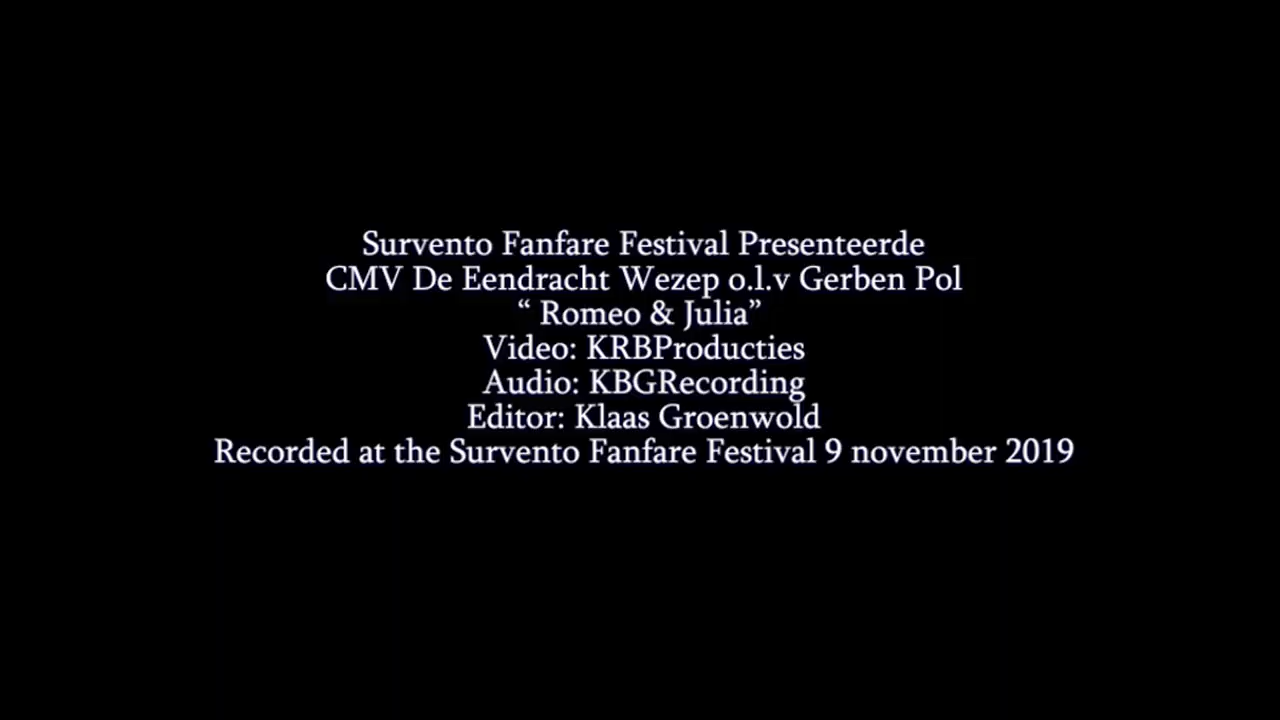 Survento Fanfare Festival Presenteerde
CMV De Eendracht Wezep o.l.v Gerben Pol
“ Romeo & Julia”
Video: KRBProducties
Audio: KBGRecording
Editor: Klaas Groenwold
Recorded at the Survento Fanfare Festival 9 november 2019